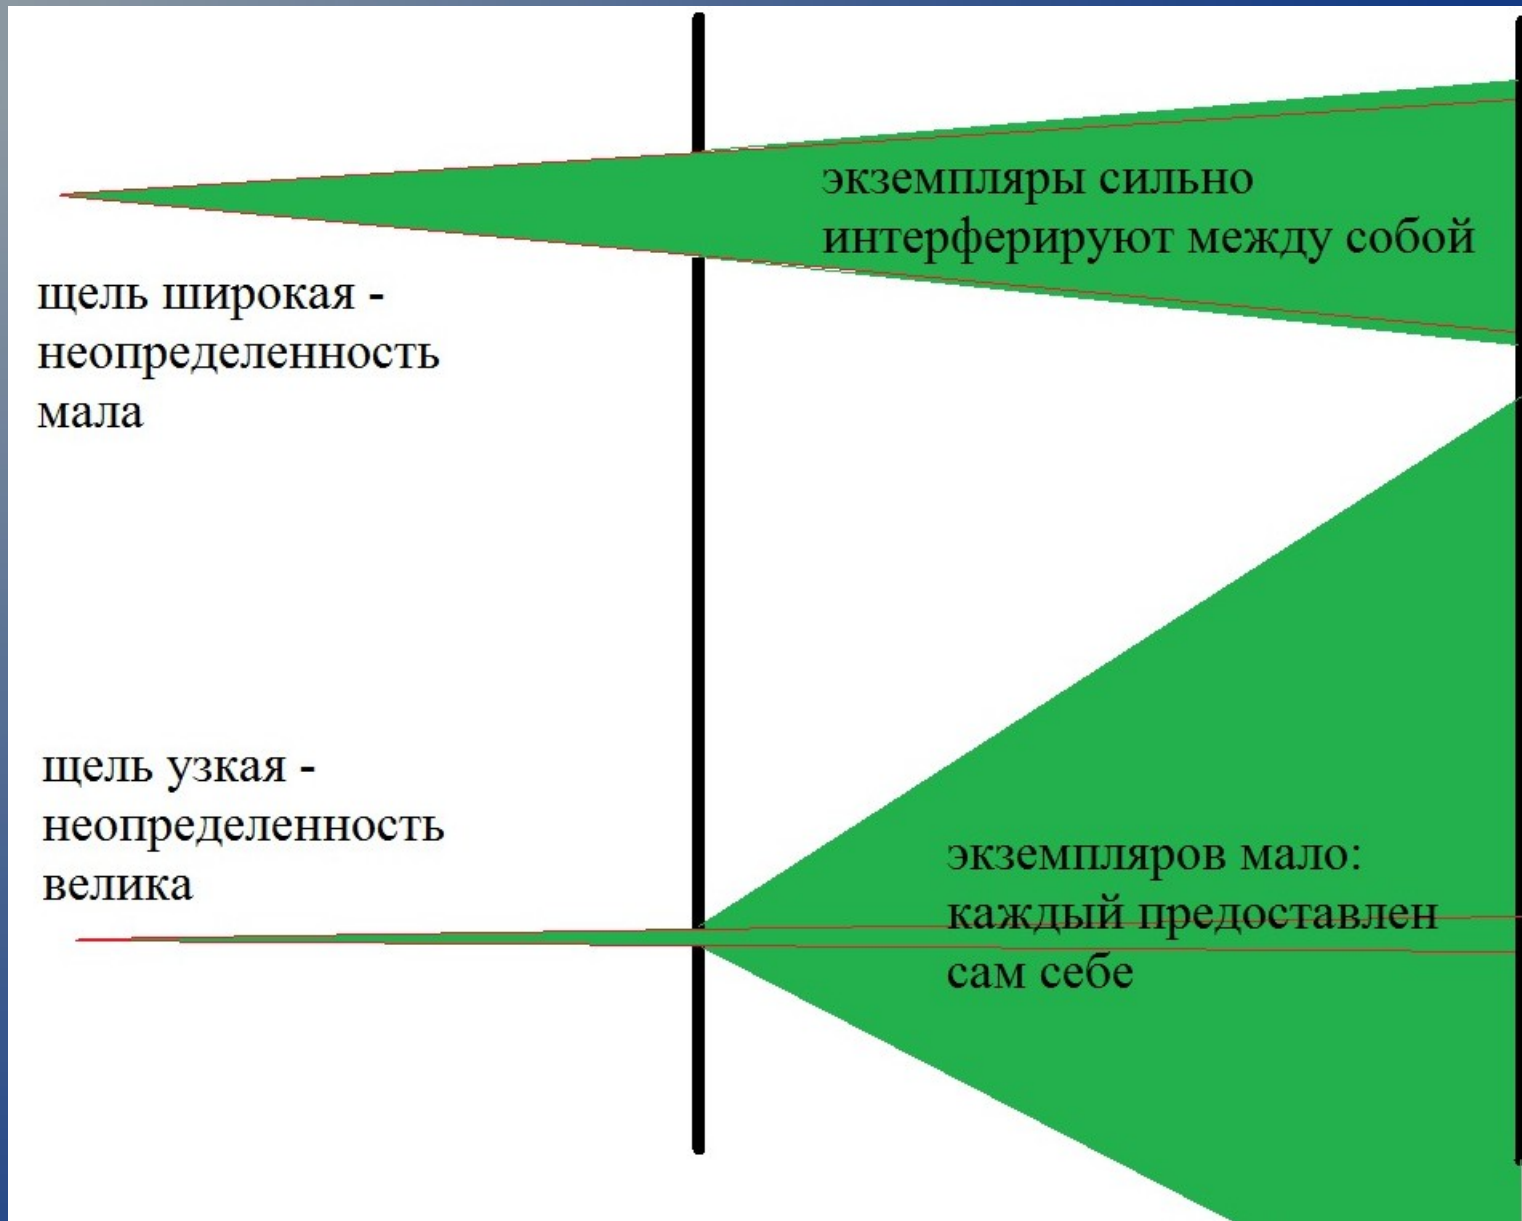 экземпляры сильно
интерферируют между собой
щель широкая -
неопределенность
мала
щель узкая -
неопределенность
велика
экземпляров мало:
каждый предоставлен
сам себе